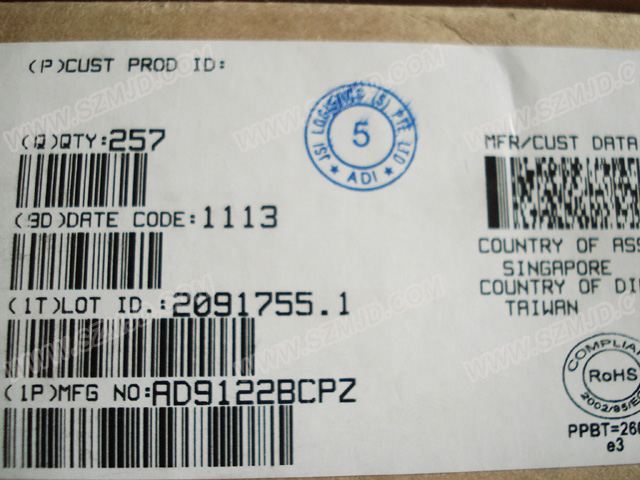 (P)CUST PROD ID:
(Q)QTY:257
(9D)DATE CODE:1113
(1T)LOT ID.:2091755.1
(1P)MFG NO:AD9122BCPZ
JSI LOGISTICS (S) PTE LTD
5
★ ADI ★
MFR/CUST DATA
COUNTRY OF ASS
SINGAPORE
COUNTRY OF DI
TAIWAN
COMPLIAN
RoHS
2002/95/EC
PPBT=260
e3
WWW.SZMJD.COM